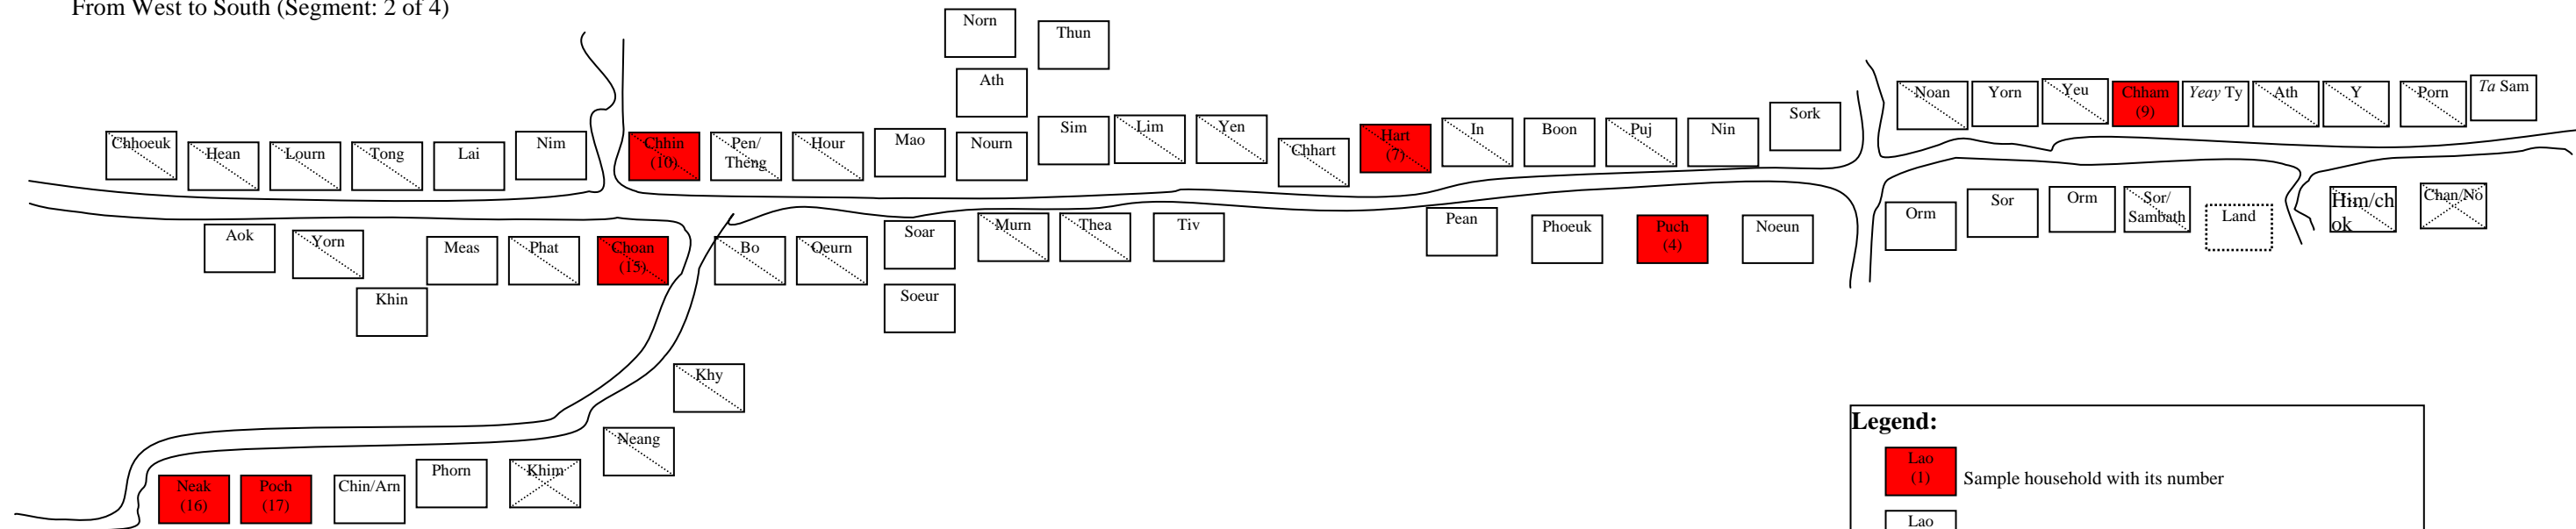 From West to South (Segment: 2 of 4)
Norn
Thun
Ath
Chhoeuk
Hean
Lourn
Tong
Lai
Nim
Chhin
(10)
Pen/
Theng
Hour
Mao
Nourn
Sim
Lim
Yen
Chhart
Hart
(7)
In
Boon
Puj
Nin
Sork
Noan
Yorn
Yeu
Chham
(9)
Yeay Ty
Ath
Y
Porn
Ta Sam
Aok
Yorn
Khin
Meas
Phat
Choan
(15)
Bo
Oeurn
Soar
Soeur
Murn
Thea
Tiv
Pean
Phoeuk
Puch
(4)
Noeun
Orm
Sor
Orm
Sor/
Sambath
Land
Him/ch
ok
Chan/No
Khy
Neang
Neak
(16)
Poch
(17)
Chin/Arn
Phorn
Khim
Legend:
Lao
(1)
Sample household with its number
Lao